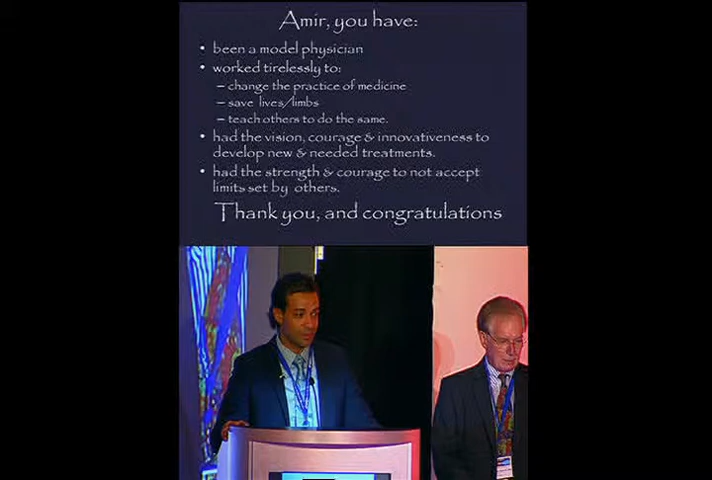 Amir, you have:
• been a model physician
• worked tirelessly to:
– change the practice of medicine
– save lives/limbs
– teach others to do the same.
• had the vision, courage & innovativeness to
develop new & needed treatments.
• had the strength & courage to not accept
limits set by others.
Thank you, and congratulations